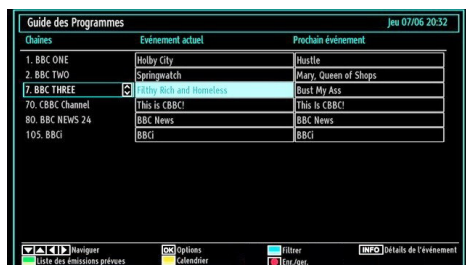 Guide des Programmes Jeu 07/06 20:32
Chaînes Evénement actuel Prochain événement
1. BBC ONE Holby City Hustle
2. BBC TWO Springwatch Mary, Queen of Shops
7. BBC THREE Filthy Rich and Homeless Bust My Ass
70. CBBC Channel This is CBBC! This Is CBBC!
80. BBC NEWS 24 BBC News BBC News
105. BBCi BBCi BBCi
Naviguer OK Options Filtrer INFO Détails de l'événement
Liste des émissions prévues Calendrier Enr./ger.